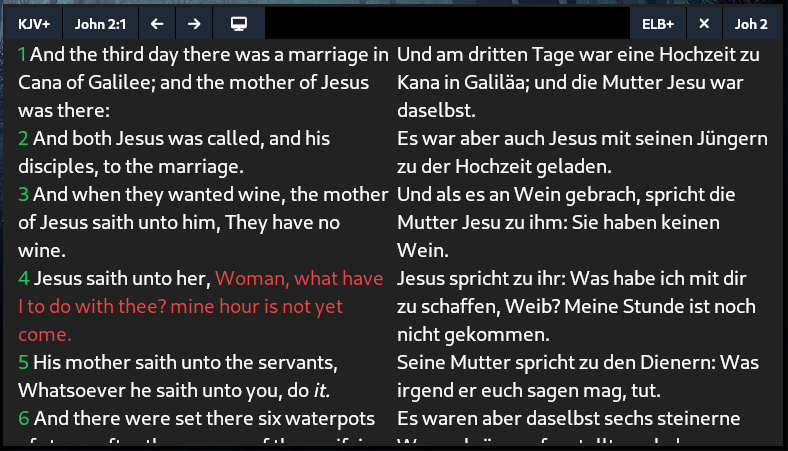 KJV+ John 2:1
ELB+ Joh 2
1 And the third day there was a marriage in
Cana of Galilee; and the mother of Jesus
was there:
2 And both Jesus was called, and his
disciples, to the marriage.
3 And when they wanted wine, the mother
of Jesus saith unto him, They have no
wine.
4 Jesus saith unto her, Woman, what have
I to do with thee? mine hour is not yet
come.
5 His mother saith unto the servants,
Whatsoever he saith unto you, do it.
6 And there were set there six waterpots
Und am dritten Tage war eine Hochzeit zu
Kana in Galiläa; und die Mutter Jesu war
daselbst.
Es war aber auch Jesus mit seinen Jüngern
zu der Hochzeit geladen.
Und als es an Wein gebrach, spricht die
Mutter Jesu zu ihm: Sie haben keinen
Wein.
Jesus spricht zu ihr: Was habe ich mit dir
zu schaffen, Weib? Meine Stunde ist noch
nicht gekommen.
Seine Mutter spricht zu den Dienern: Was
irgend er euch sagen mag, tut.
Es waren aber daselbst sechs steinerne